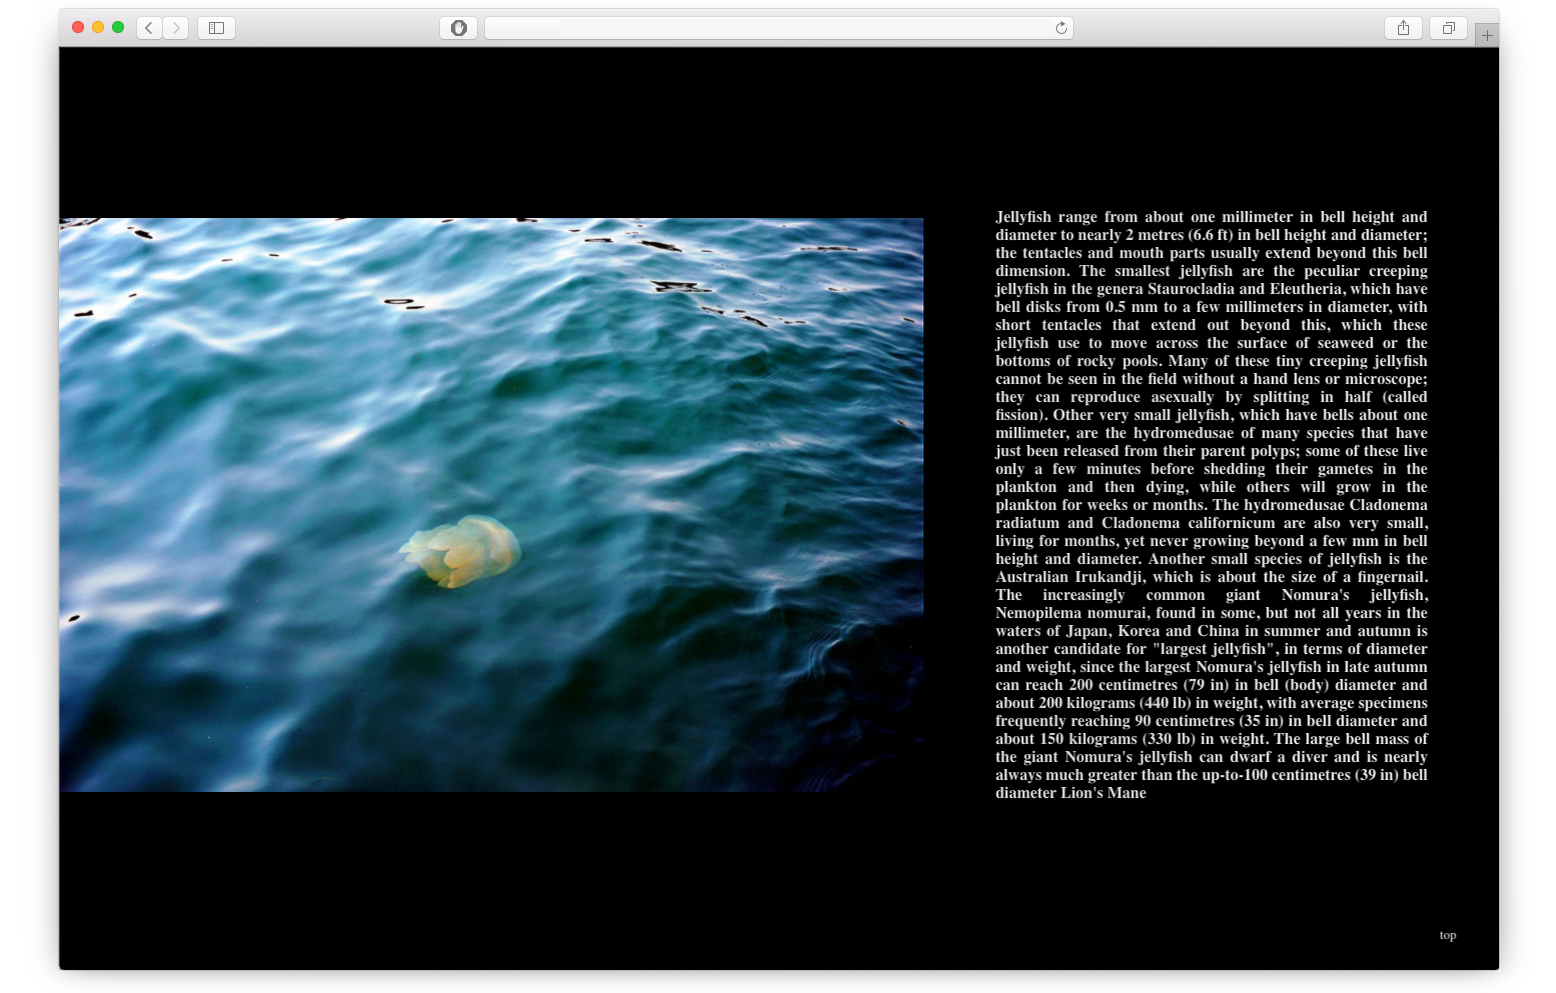 Jellyfish range from about one millimeter in bell height and
diameter to nearly 2 metres (6.6 ft) in bell height and diameter;
the tentacles and mouth parts usually extend beyond this bell
dimension. The smallest jellyfish are the peculiar creeping
jellyfish in the genera Staurocladia and Eleutheria, which have
bell disks from 0.5 mm to a few millimeters in diameter, with
short tentacles that extend out beyond this, which these
jellyfish use to move across the surface of seaweed or the
bottoms of rocky pools. Many of these tiny creeping jellyfish
cannot be seen in the field without a hand lens or microscope;
they can reproduce asexually by splitting in half (called
fission). Other very small jellyfish, which have bells about one
millimeter, are the hydromedusae of many species that have
just been released from their parent polyps; some of these live
only a few minutes before shedding their gametes in the
plankton and then dying, while others will grow in the
plankton for weeks or months. The hydromedusae Cladonema
radiatum and Cladonema californicum are also very small,
living for months, yet never growing beyond a few mm in bell
height and diameter. Another small species of jellyfish is the
Australian Irukandji, which is about the size of a fingernail.
The increasingly common giant Nomura's jellyfish,
Nemopilema nomurai, found in some, but not all years in the
waters of Japan, Korea and China in summer and autumn is
another candidate for "largest jellyfish", in terms of diameter
and weight, since the largest Nomura's jellyfish in late autumn
can reach 200 centimetres (79 in) in bell (body) diameter and
about 200 kilograms (440 lb) in weight, with average specimens
frequently reaching 90 centimetres (35 in) in bell diameter and
about 150 kilograms (330 lb) in weight. The large bell mass of
the giant Nomura's jellyfish can dwarf a diver and is nearly
always much greater than the up-to-100 centimetres (39 in) bell
diameter Lion's Mane
top